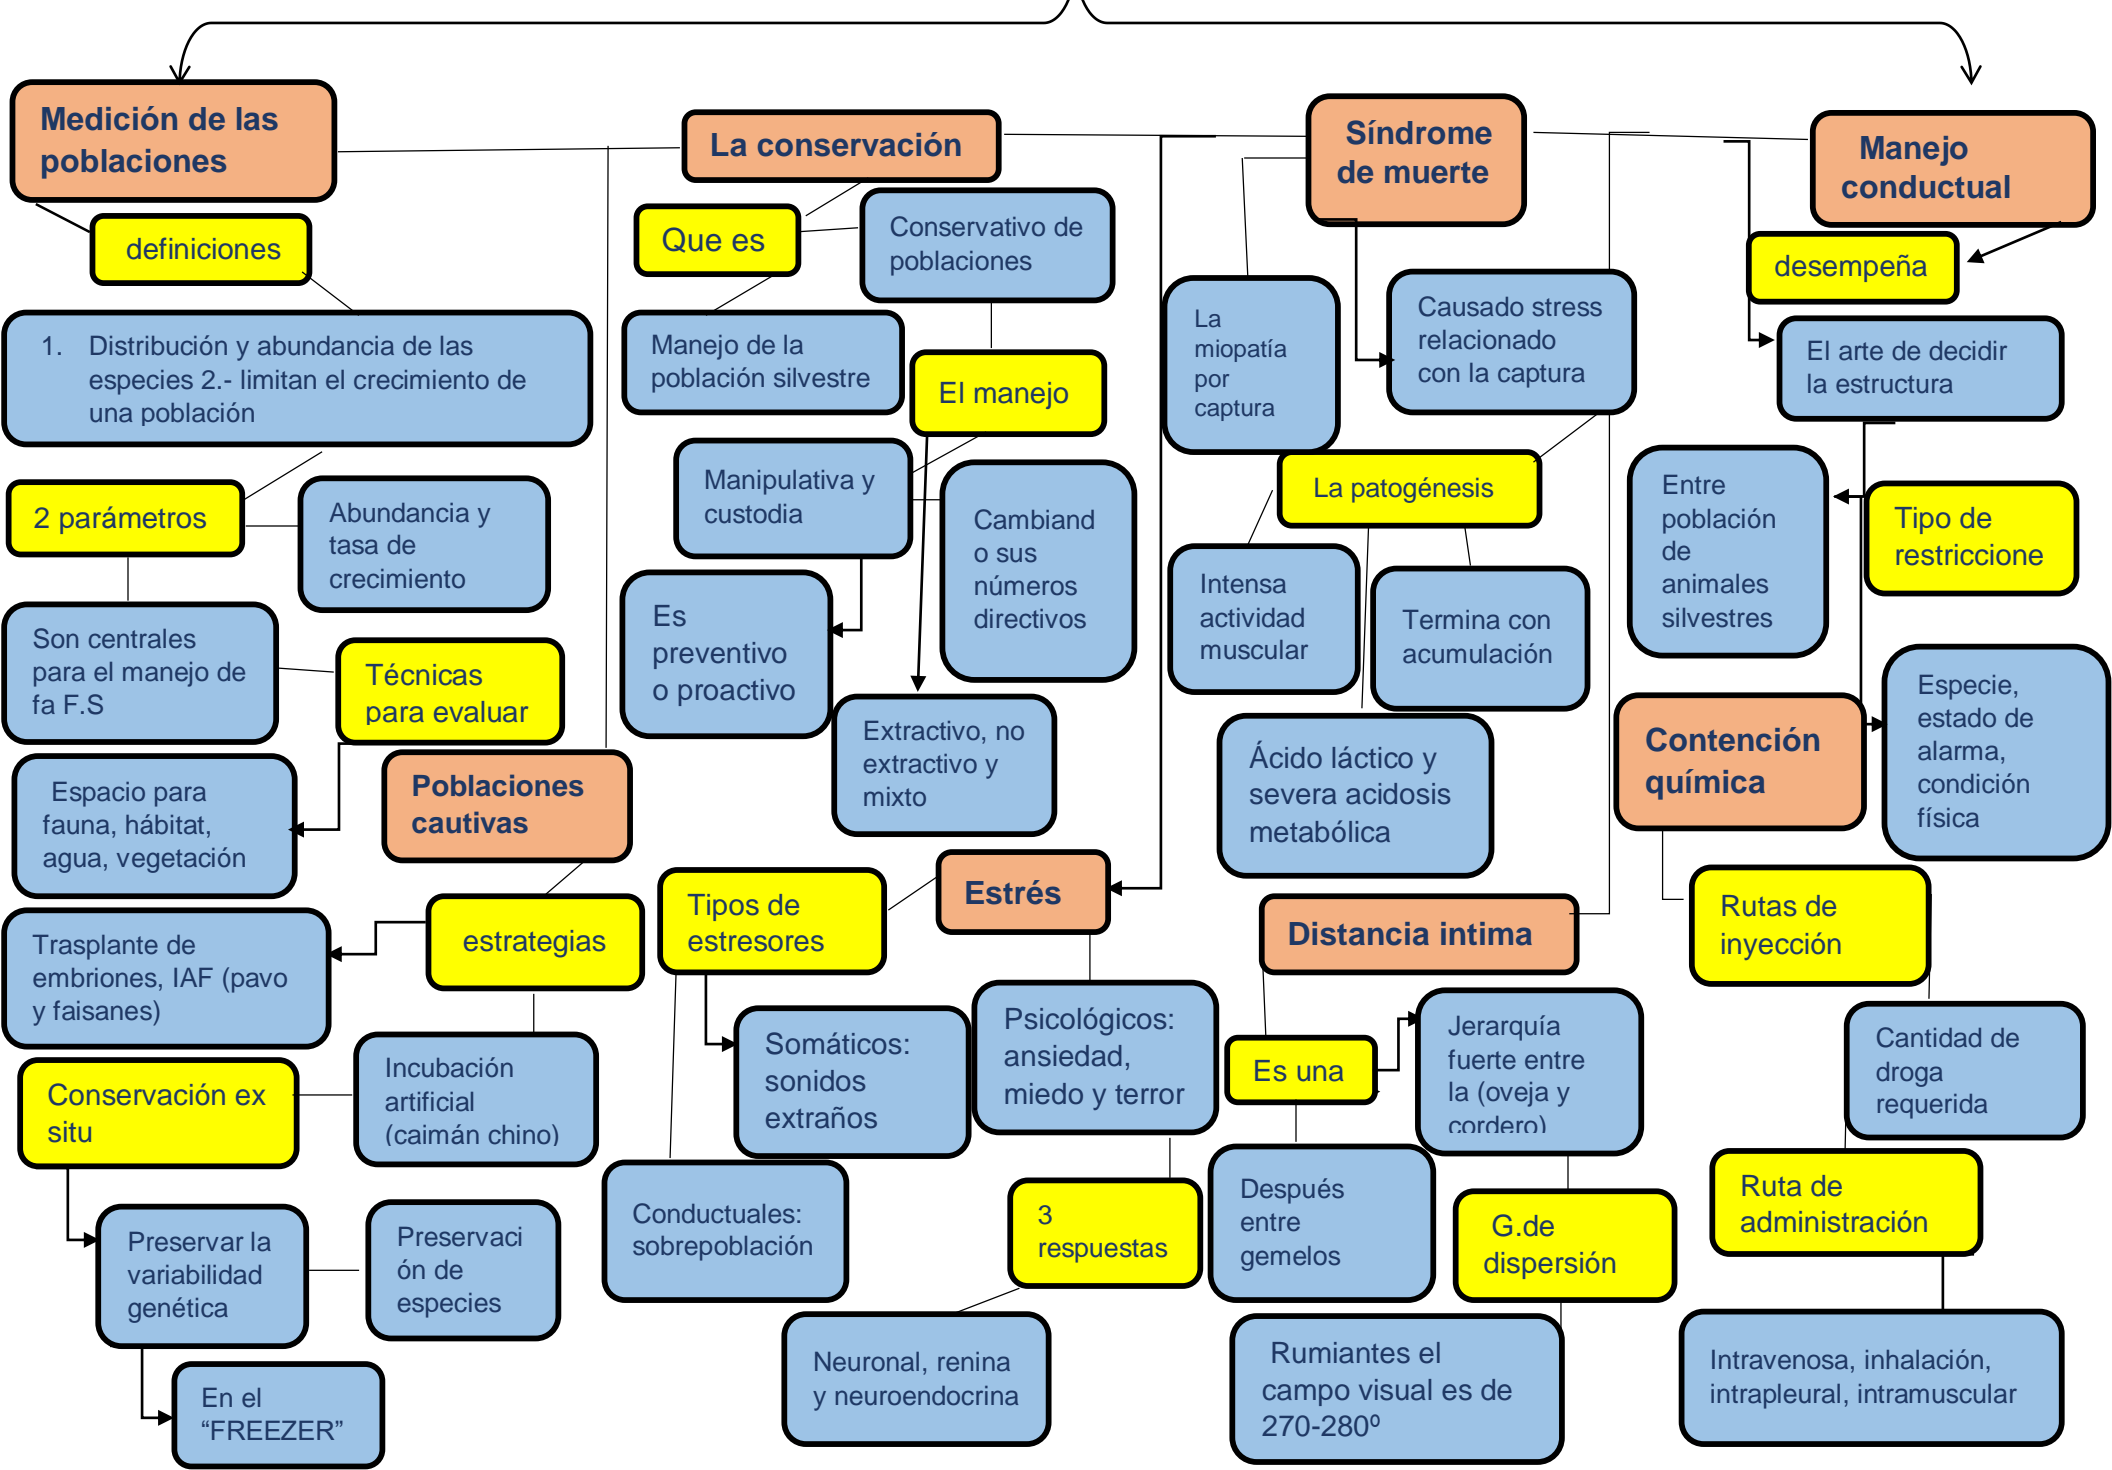 Medición de las
poblaciones
definiciones
1. Distribución y abundancia de las
especies 2.- limitan el crecimiento de
una población
2 parámetros
Abundancia y
tasa de
crecimiento
Son centrales
para el manejo de
fa F.S
Técnicas
para evaluar
Espacio para
fauna, hábitat,
agua, vegetación
Poblaciones
cautivas
estrategias
Trasplante de
embriones, IAF (pavo
y faisanes)
Incubación
artificial
(caimán chino)
Conservación ex
situ
Preservar la
variabilidad
genética
Preservaci
ón de
especies
En el
“FREEZER”
La conservación
Que es
Conservativo de
poblaciones
Manejo de la
población silvestre
El manejo
Manipulativa y
custodia
Cambiand
o sus
números
directivos
Es
preventivo
o proactivo
Extractivo, no
extractivo y
mixto
Estrés
Tipos de
estresores
Somáticos:
sonidos
extraños
Psicológicos:
ansiedad,
miedo y terror
Conductuales:
sobrepoblación
3
respuestas
Neuronal, renina
y neuroendocrina
Síndrome
de muerte
La
miopatía
por
captura
Causado stress
relacionado
con la captura
La patogénesis
Intensa
actividad
muscular
Termina con
acumulación
Ácido láctico y
severa acidosis
metabólica
Distancia intima
Es una
Jerarquía
fuerte entre
la (oveja y
cordero)
Después
entre
gemelos
G.de
dispersión
Rumiantes el
campo visual es de
270-280º
Manejo
conductual
desempeña
El arte de decidir
la estructura
Entre
población
de
animales
silvestres
Tipo de
restriccione
Especie,
estado de
alarma,
condición
física
Contención
química
Rutas de
inyección
Cantidad de
droga
requerida
Ruta de
administración
Intravenosa, inhalación,
intrapleural, intramuscular